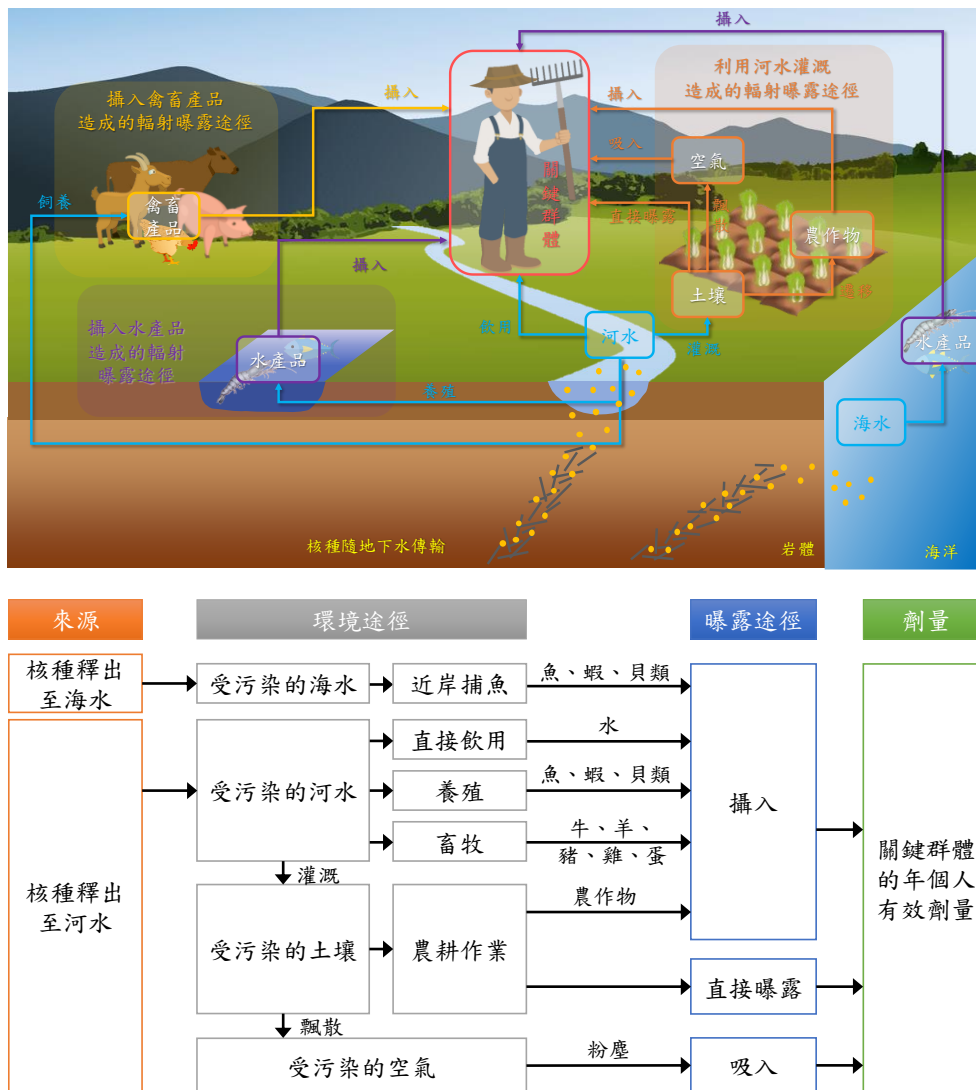 攝入
利用河水灌溉
造成的輻射曝露途徑
攝入禽畜產品
造成的輻射曝露途徑
攝入
攝入
吸入
空氣
關鍵群體
飼養
禽畜
產品
直接曝露
農作物
攝入
土壤
遷移
攝入水產品
造成的輻射
曝露途徑
水產品
飲用
河水
灌溉
水產品
養殖
海水
核種隨地下水傳輸
岩體
海洋
來源
環境途徑
曝露途徑
劑量
核種釋出
至海水
受污染的海水
近岸捕魚
魚、蝦、貝類
核種釋出
至河水
受污染的河水
直接飲用
水
養殖
魚、蝦、貝類
畜牧
牛、羊、
豬、雞、蛋
攝入
關鍵群體
的年個人
有效劑量
灌溉
受污染的土壤
農耕作業
農作物
直接曝露
飄散
受污染的空氣
粉塵
吸入